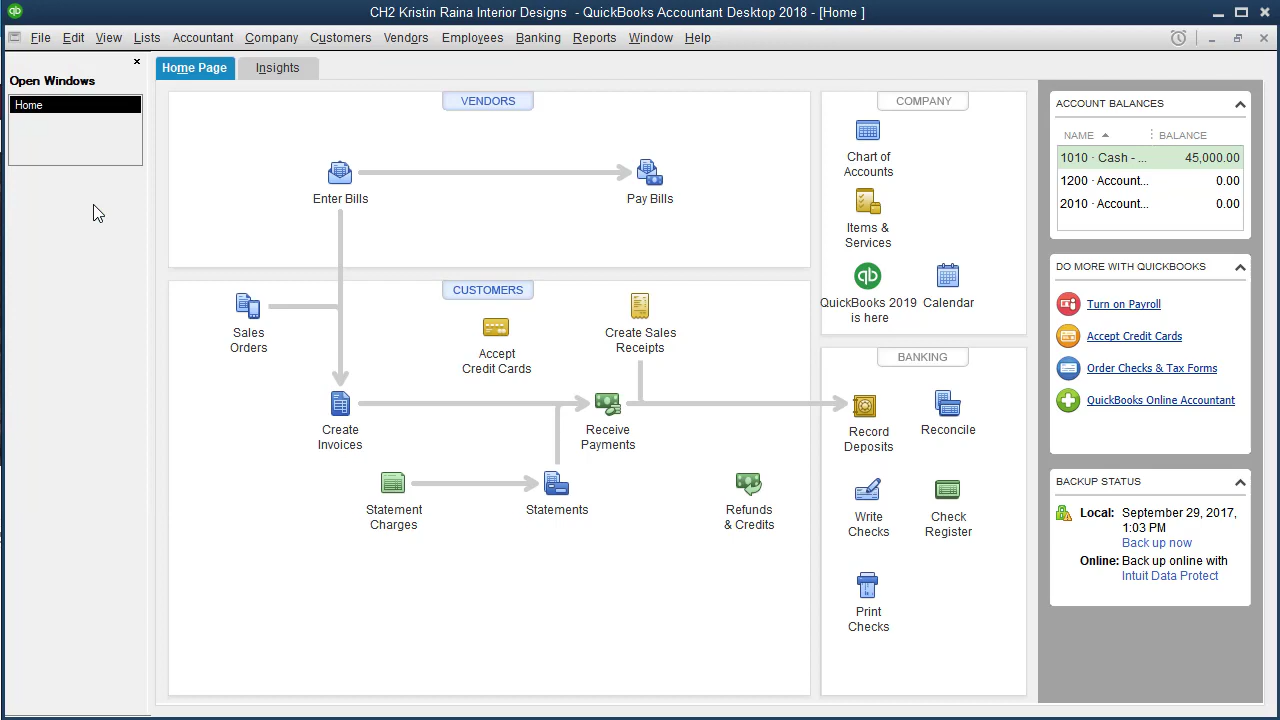 CH2 Kristin Raina Interior Designs - QuickBooks Accountant Desktop 2018 - [Home ]
File Edit View Lists Accountant Company Customers Vendors Employees Banking Reports Window Help
Open Windows
Home
Home Page Insights
VENDORS
Enter Bills
Pay Bills
CUSTOMERS
Sales
Orders
Accept
Credit Cards
Create Sales
Receipts
Create
Invoices
Receive
Payments
Statement
Charges
Statements
Refunds
& Credits
COMPANY
Chart of
Accounts
Items &
Services
qb
QuickBooks 2019
is here
Calendar
BANKING
Record
Deposits
Reconcile
Write
Checks
Check
Register
Print
Checks
ACCOUNT BALANCES
NAME BALANCE
1010 · Cash - ... 45,000.00
1200 · Account... 0.00
2010 · Account... 0.00
DO MORE WITH QUICKBOOKS
Turn on Payroll
Accept Credit Cards
Order Checks & Tax Forms
QuickBooks Online Accountant
BACKUP STATUS
Local: September 29, 2017,
1:03 PM
Back up now
Online: Back up online with
Intuit Data Protect